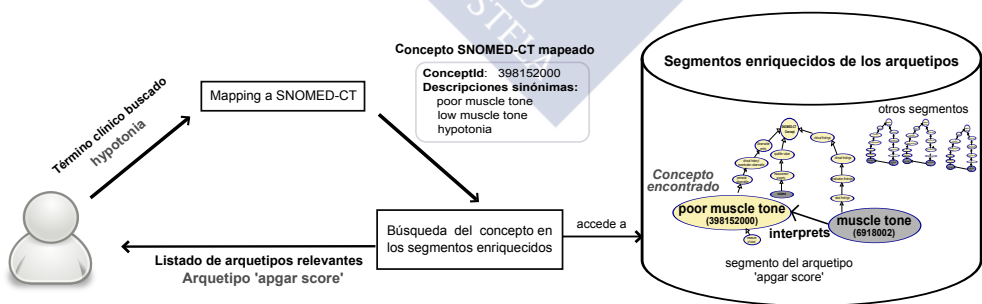 Término clínico buscado
hypotonia
Mapping a SNOMED-CT
Concepto SNOMED-CT mapeado
ConceptId: 398152000
Descripciones sinónimas:
poor muscle tone
low muscle tone
hypotonia
Búsqueda del concepto en
los segmentos enriquecidos
accede a
Listado de arquetipos relevantes
Arquetipo 'apgar score'
Segmentos enriquecidos de los arquetipos
otros segmentos
SNOMED-CT
Concept
Concepto
encontrado
poor muscle tone
(398152000)
interprets
muscle tone
(6918002)
segmento del arquetipo
'apgar score'